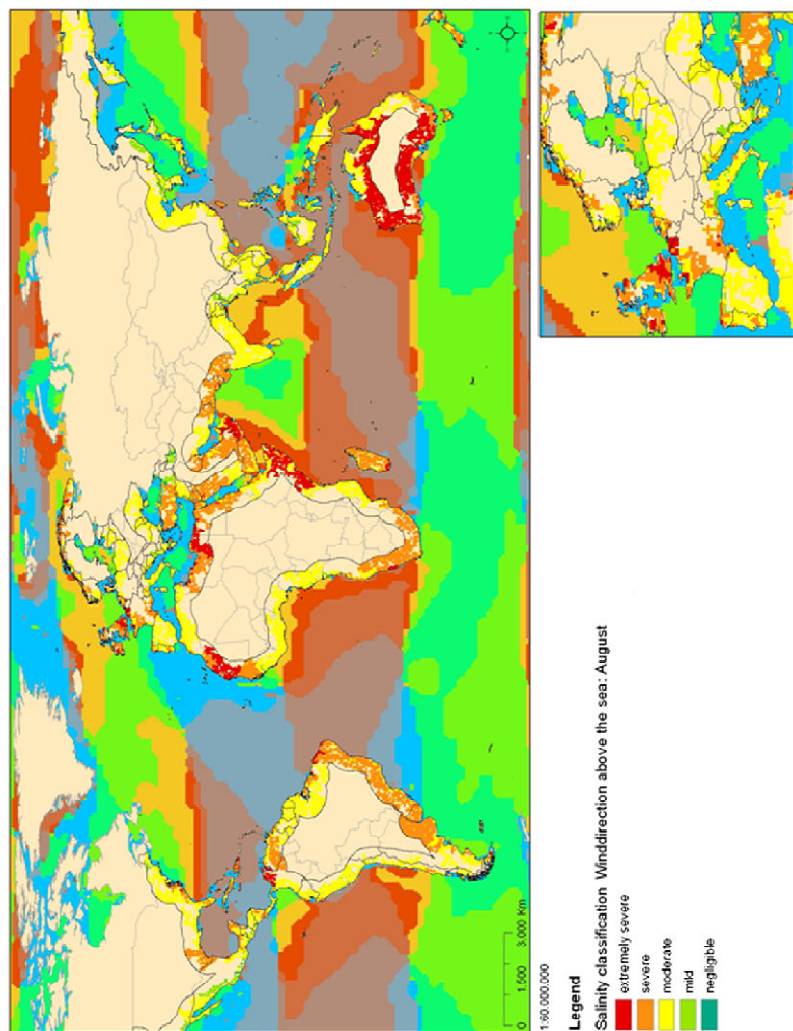 0 1.500 3.000 Km
1:60.000.000
Legend
Salinity classification Winddirection above the sea: August
extremely severe
severe
moderate
mild
negligible